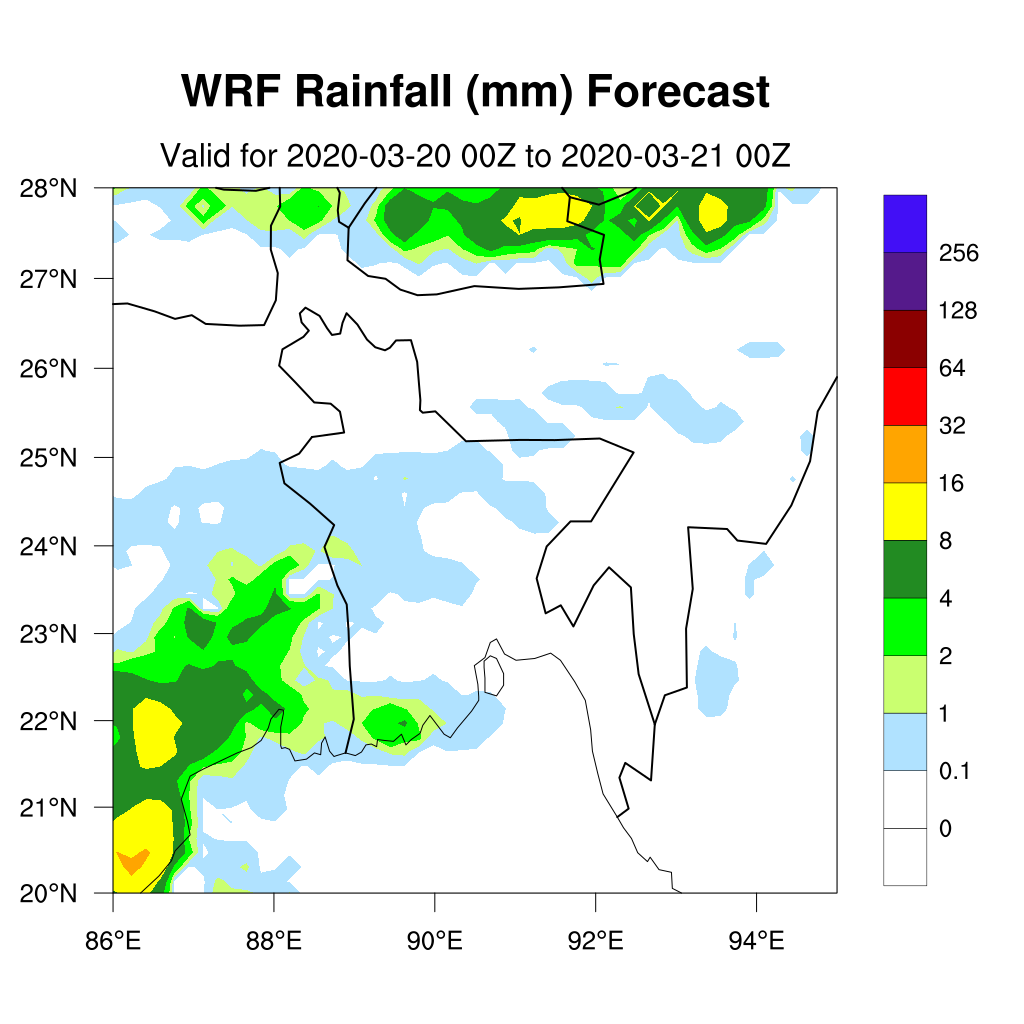 WRF Rainfall (mm) Forecast
Valid for 2020-03-20 00Z to 2020-03-21 00Z
28°N
27°N
26°N
25°N
24°N
23°N
22°N
21°N
20°N
86°E 88°E 90°E 92°E 94°E
256
128
64
32
16
8
4
2
1
0.1
0